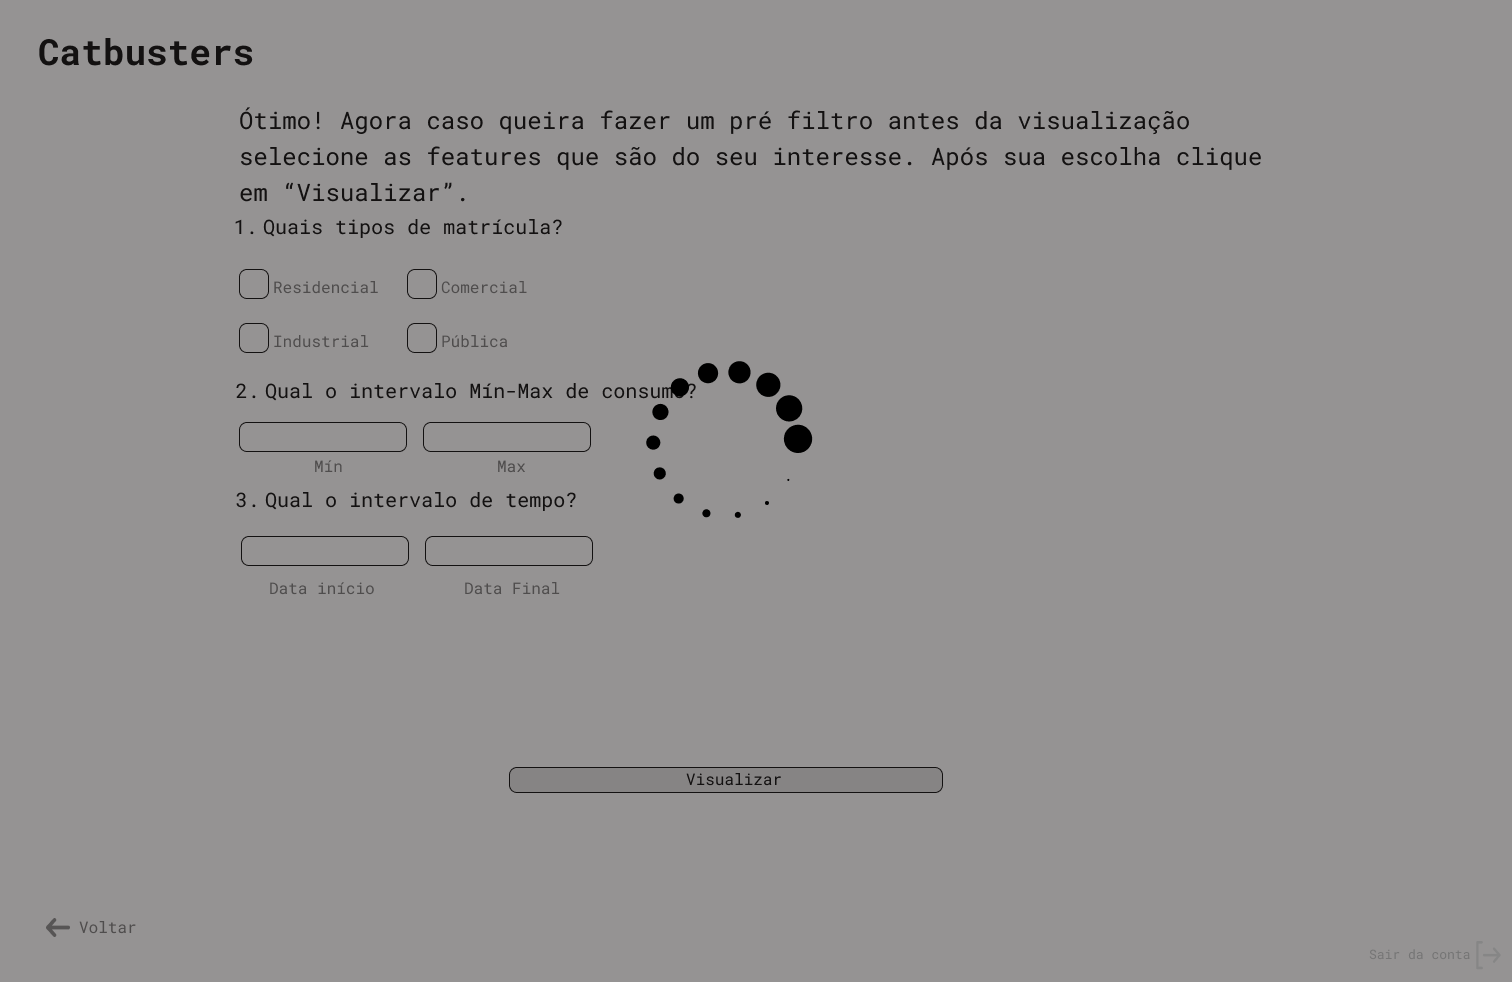 Catbusters
Ótimo! Agora caso queira fazer um pré filtro antes da visualização
selecione as features que são do seu interesse. Após sua escolha clique
em “Visualizar”.
1. Quais tipos de matrícula?
Residencial Comercial
Industrial Pública
2. Qual o intervalo Mín-Max de consumo?
Mín Max
3. Qual o intervalo de tempo?
Data início Data Final
Visualizar
Voltar
Sair da conta